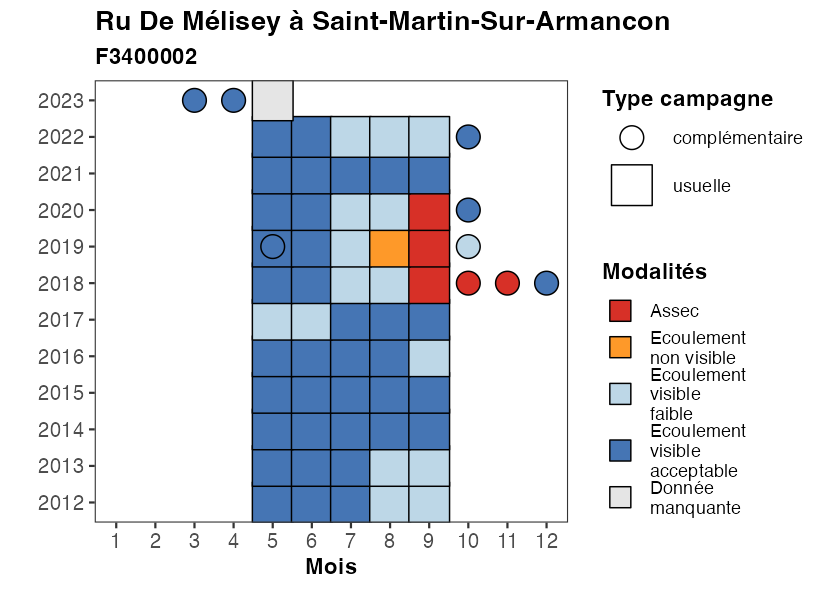 Ru De Mélisey à Saint-Martin-Sur-Armancon
F3400002
2023
2022
2021
2020
2019
2018
2017
2016
2015
2014
2013
2012
1 2 3 4 5 6 7 8 9 10 11 12
Mois
Type campagne
complémentaire
usuelle
Modalités
Assec
Ecoulement
non visible
Ecoulement
visible
faible
Ecoulement
visible
acceptable
Donnée
manquante